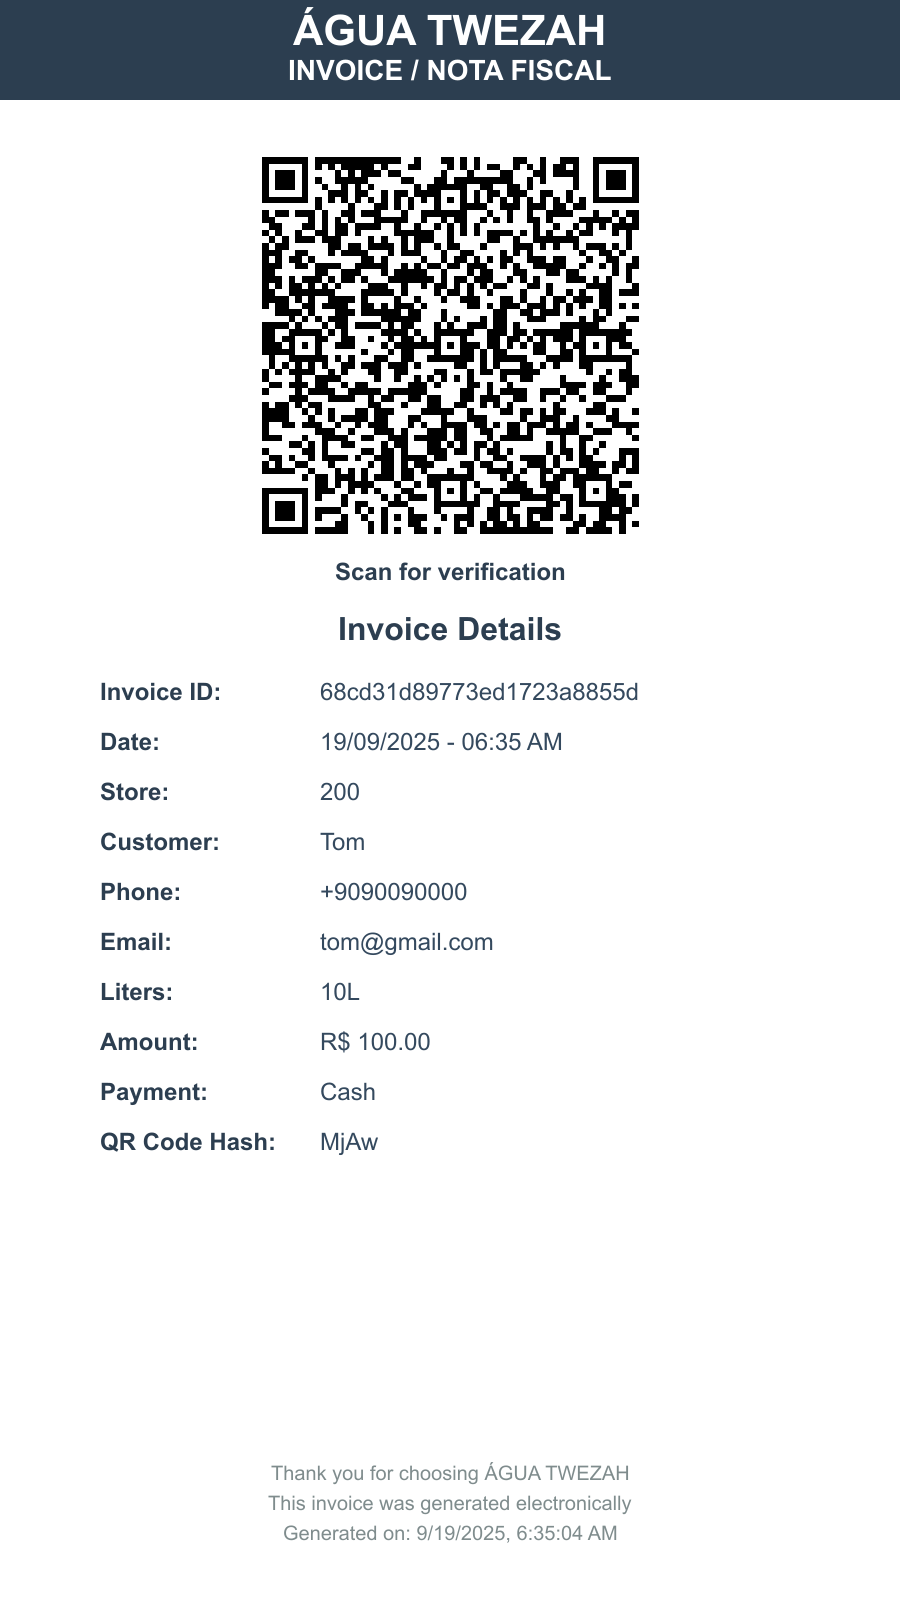 ÁGUA TWEZAH
INVOICE / NOTA FISCAL
Scan for verification
Invoice Details
Invoice ID: 68cd31d89773ed1723a8855d
Date: 19/09/2025 - 06:35 AM
Store: 200
Customer: Tom
Phone: +9090090000
Email: tom@gmail.com
Liters: 10L
Amount: R$ 100.00
Payment: Cash
QR Code Hash: MjAw
Thank you for choosing ÁGUA TWEZAH
This invoice was generated electronically
Generated on: 9/19/2025, 6:35:04 AM